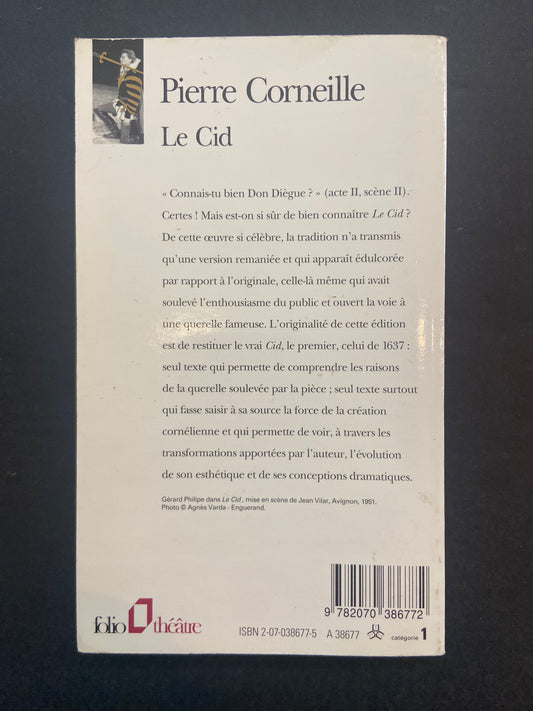 Pierre Corneille
Le Cid
« Connais-tu bien Don Diègue ? » (acte II, scène II).
Certes ! Mais est-on si sûr de bien connaître Le Cid ?
De cette œuvre si célèbre, la tradition n'a transmis
qu'une version remaniée et qui apparaît édulcorée
par rapport à l'originale, celle-là même qui avait
soulevé l'enthousiasme du public et ouvert la voie à
une querelle fameuse. L'originalité de cette édition
est de restituer le vrai Cid, le premier, celui de 1637 :
seul texte qui permette de comprendre les raisons
de la querelle soulevée par la pièce ; seul texte surtout
qui fasse saisir à sa source la force de la création
cornélienne et qui permette de voir, à travers les
transformations apportées par l'auteur, l'évolution
de son esthétique et de ses conceptions dramatiques.
Gérard Philipe dans Le Cid, mise en scène de Jean Vilar, Avignon, 1951.
Photo © Agnès Varda - Enguerand.
9 782070 386772
folio théâtre
ISBN 2-07-038677-5 A 38677 catégorie 1